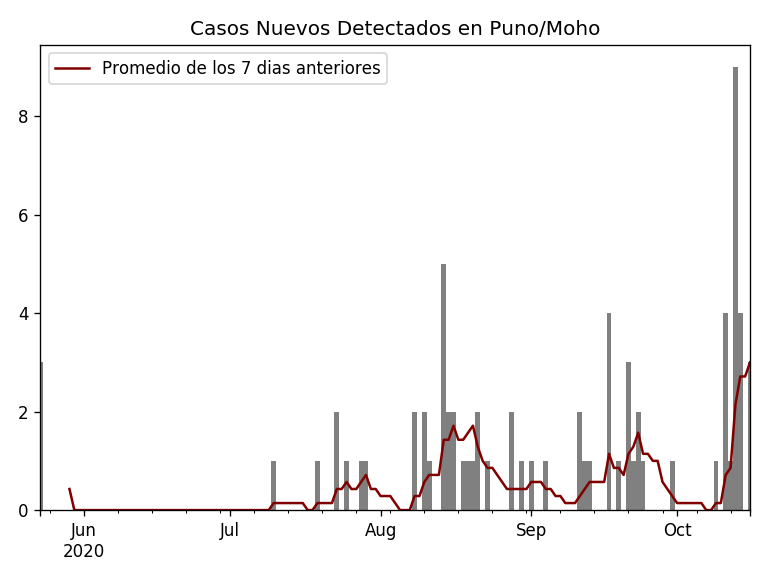 Casos Nuevos Detectados en Puno/Moho
Promedio de los 7 dias anteriores
8
6
4
2
0
Jun Jul Aug Sep Oct
2020